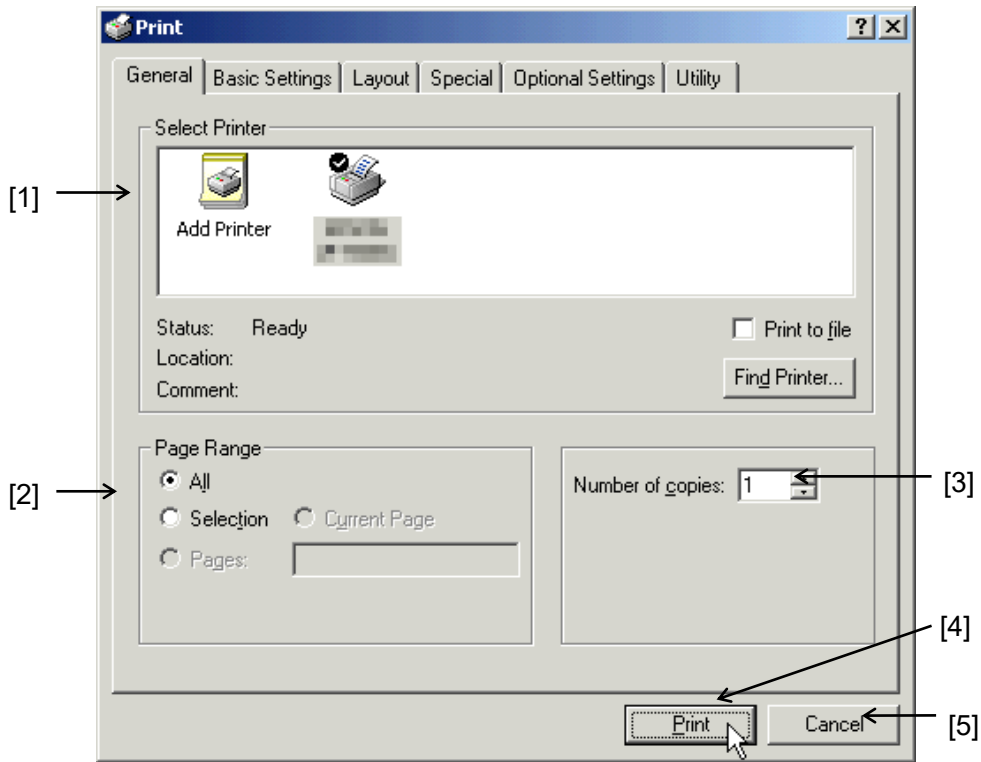 Print
General Basic Settings Layout Special Optional Settings Utility
Select Printer
[1]
Add Printer
Status: Ready
Print to file
Location:
Find Printer...
Comment:
Page Range
All
[2]
Number of copies: 1
[3]
Selection Current Page
Pages:
[4]
Print Cancel
[5]